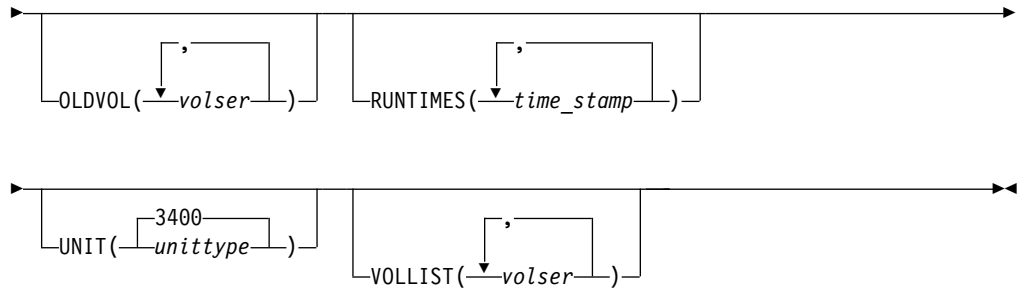 ,
,
OLDVOL(volser)
RUNTIMES(time_stamp)
3400
,
UNIT(unittype)
VOLLIST(volser)